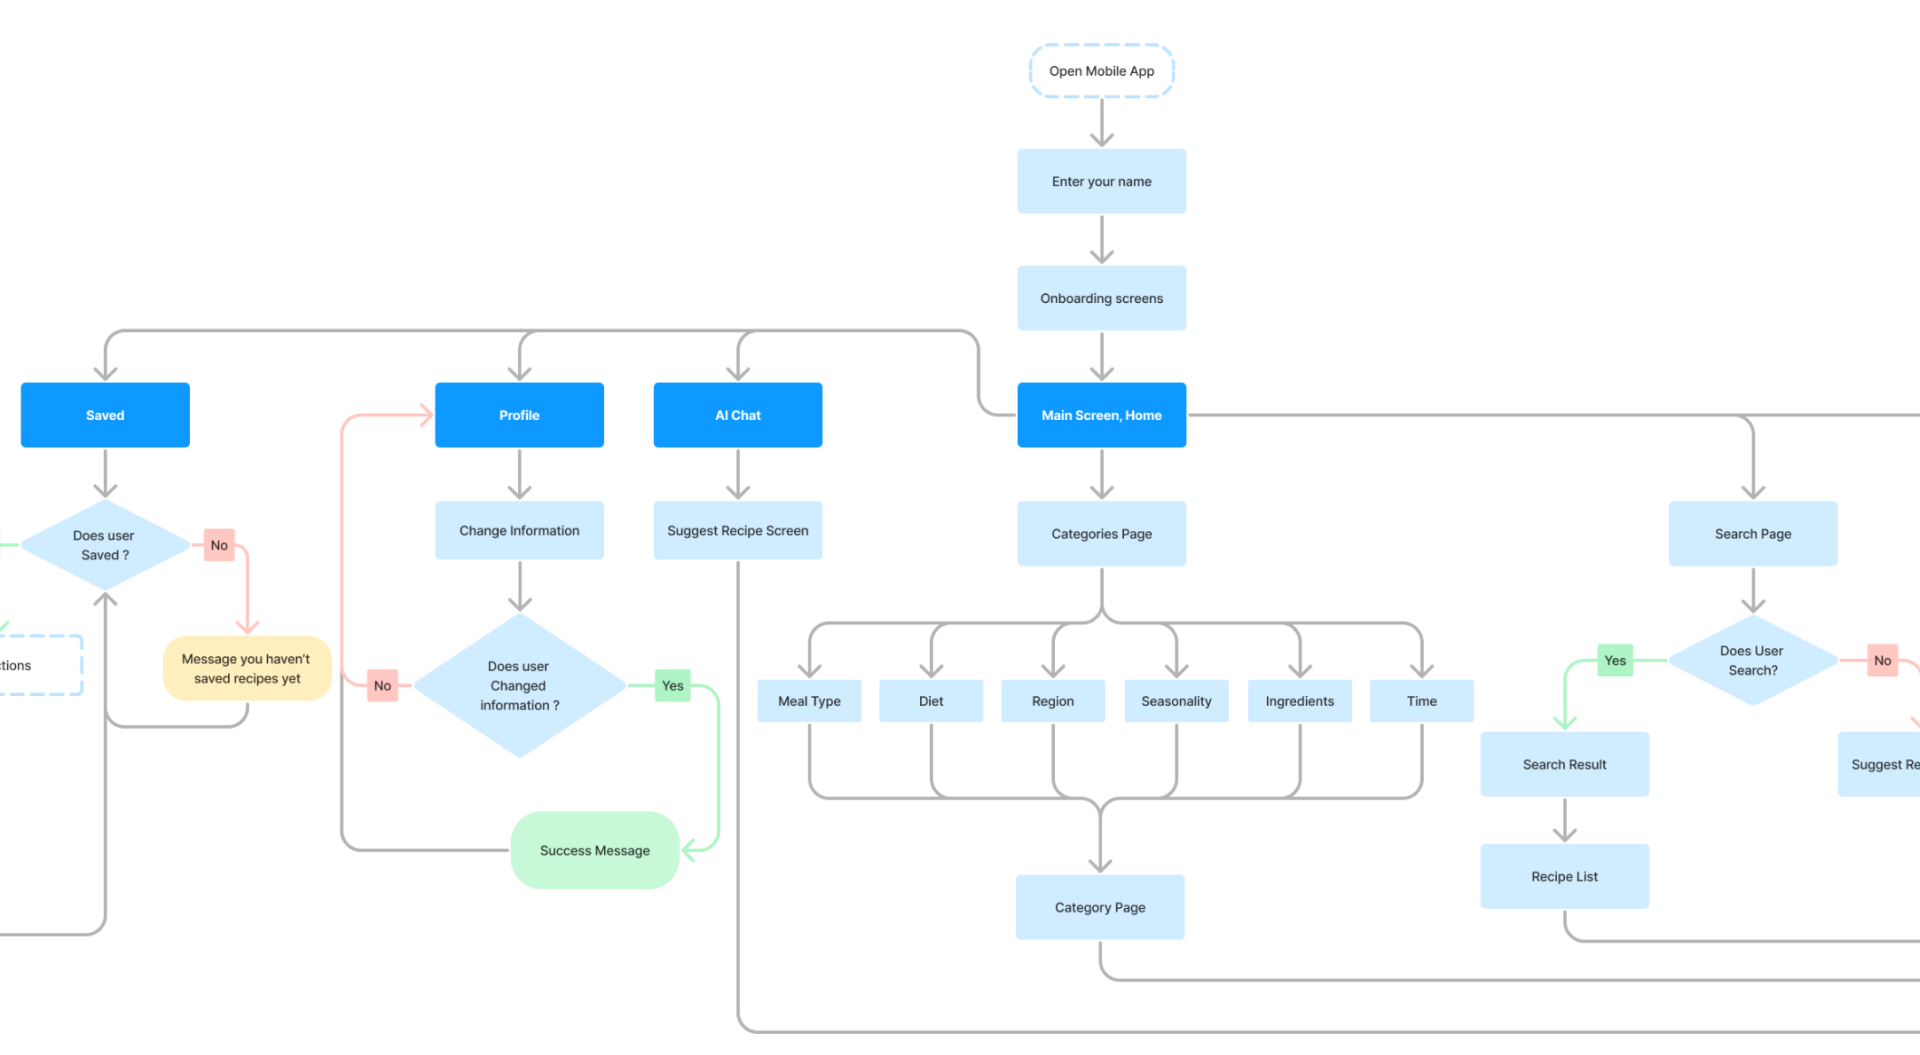 Open Mobile App
Enter your name
Onboarding screens
Saved
Profile
AI Chat
Main Screen, Home
Does user
Saved ?
No
Change Information
Suggest Recipe Screen
Categories Page
Search Page
Message you haven't
saved recipes yet
No
Does user
Changed
information ?
Yes
Meal Type
Diet
Region
Seasonality
Ingredients
Time
Yes
Does User
Search?
No
Search Result
Suggest
Success Message
Recipe List
Category Page